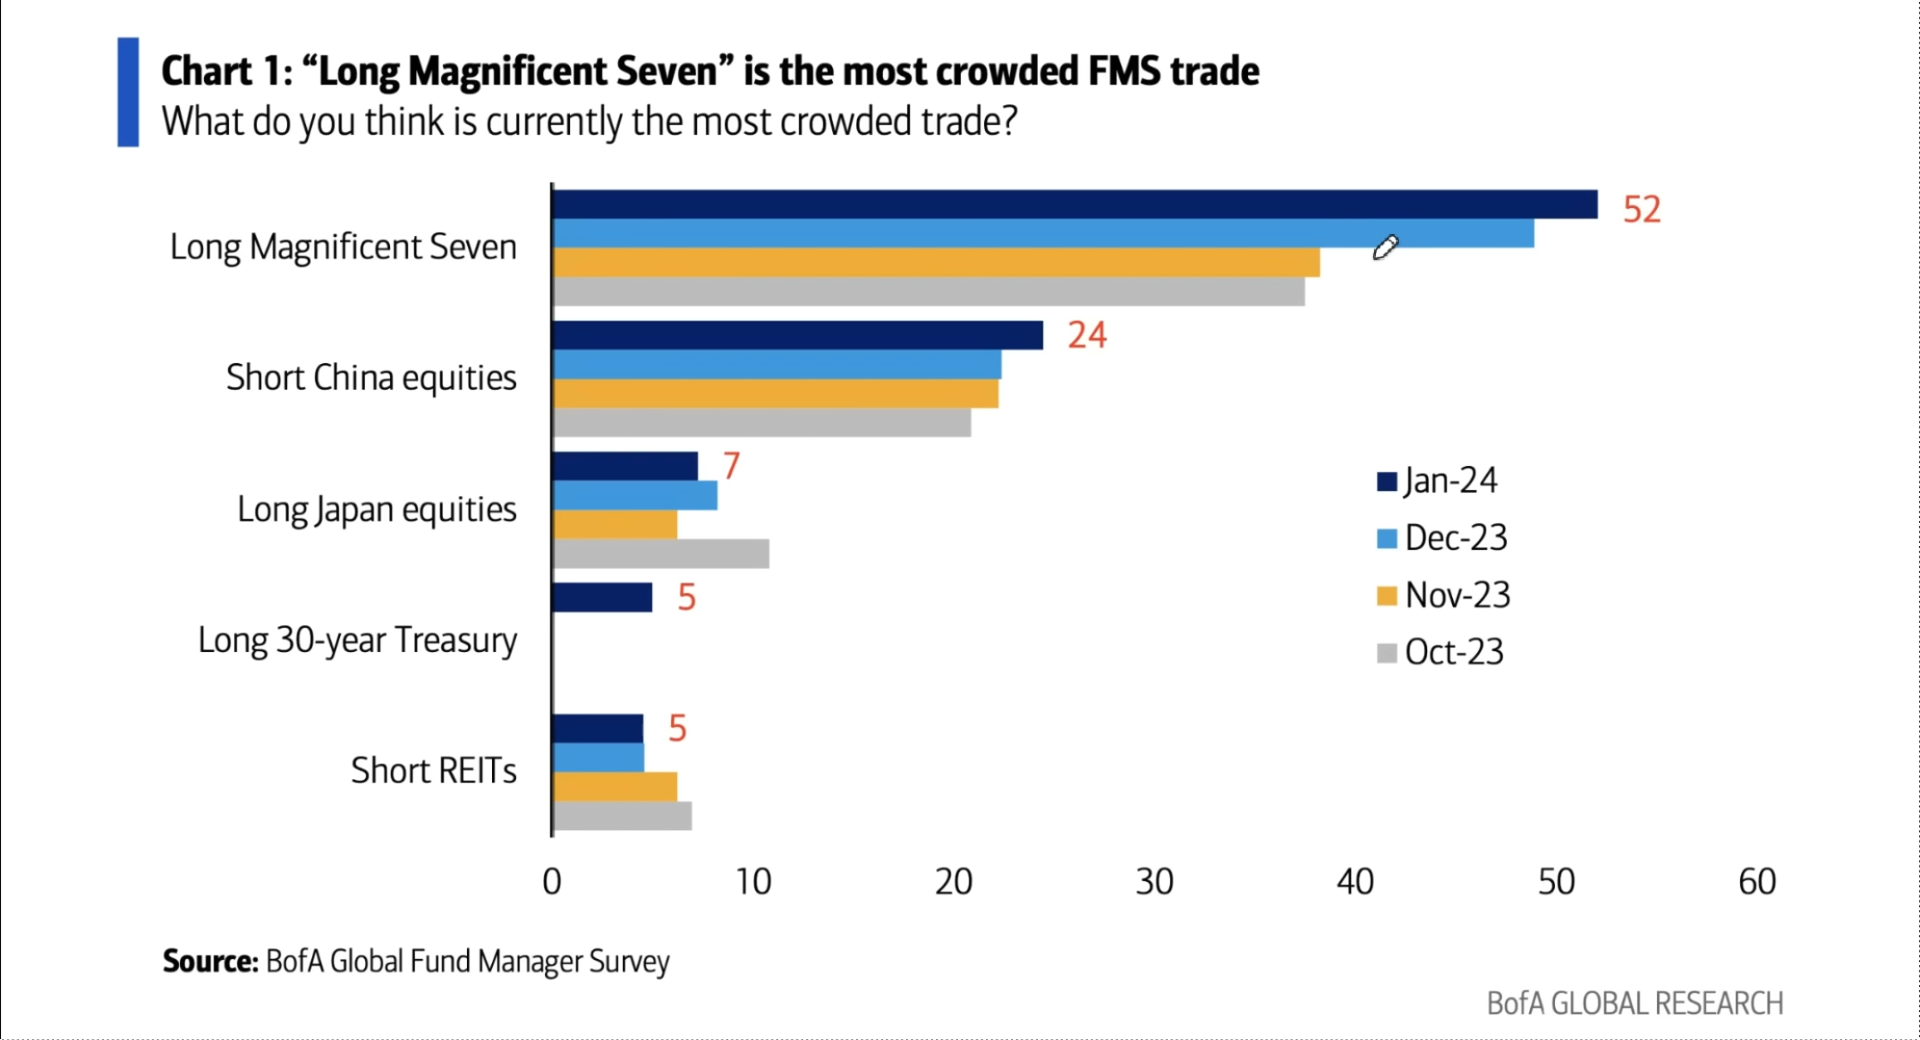 Chart 1: “Long Magnificent Seven” is the most crowded FMS trade
What do you think is currently the most crowded trade?
Long Magnificent Seven
52
Short China equities
24
Long Japan equities
7
Long 30-year Treasury
5
Short REITs
5
Jan-24
Dec-23
Nov-23
Oct-23
0 10 20 30 40 50 60
Source: BofA Global Fund Manager Survey
BofA GLOBAL RESEARCH